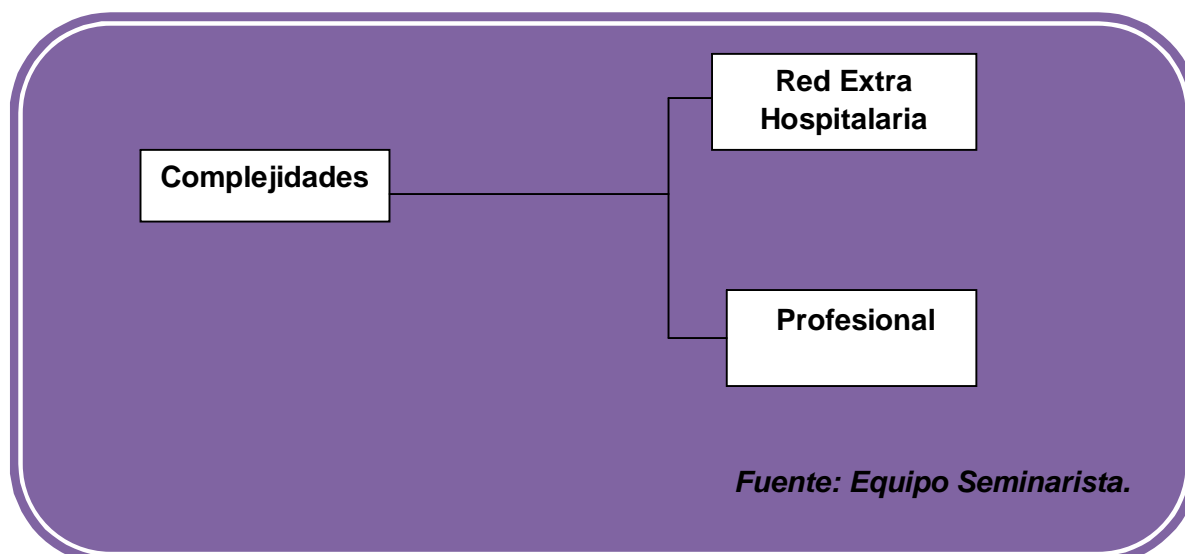 Red Extra
Hospitalaria
Complejidades
Profesional
Fuente: Equipo Seminarista.